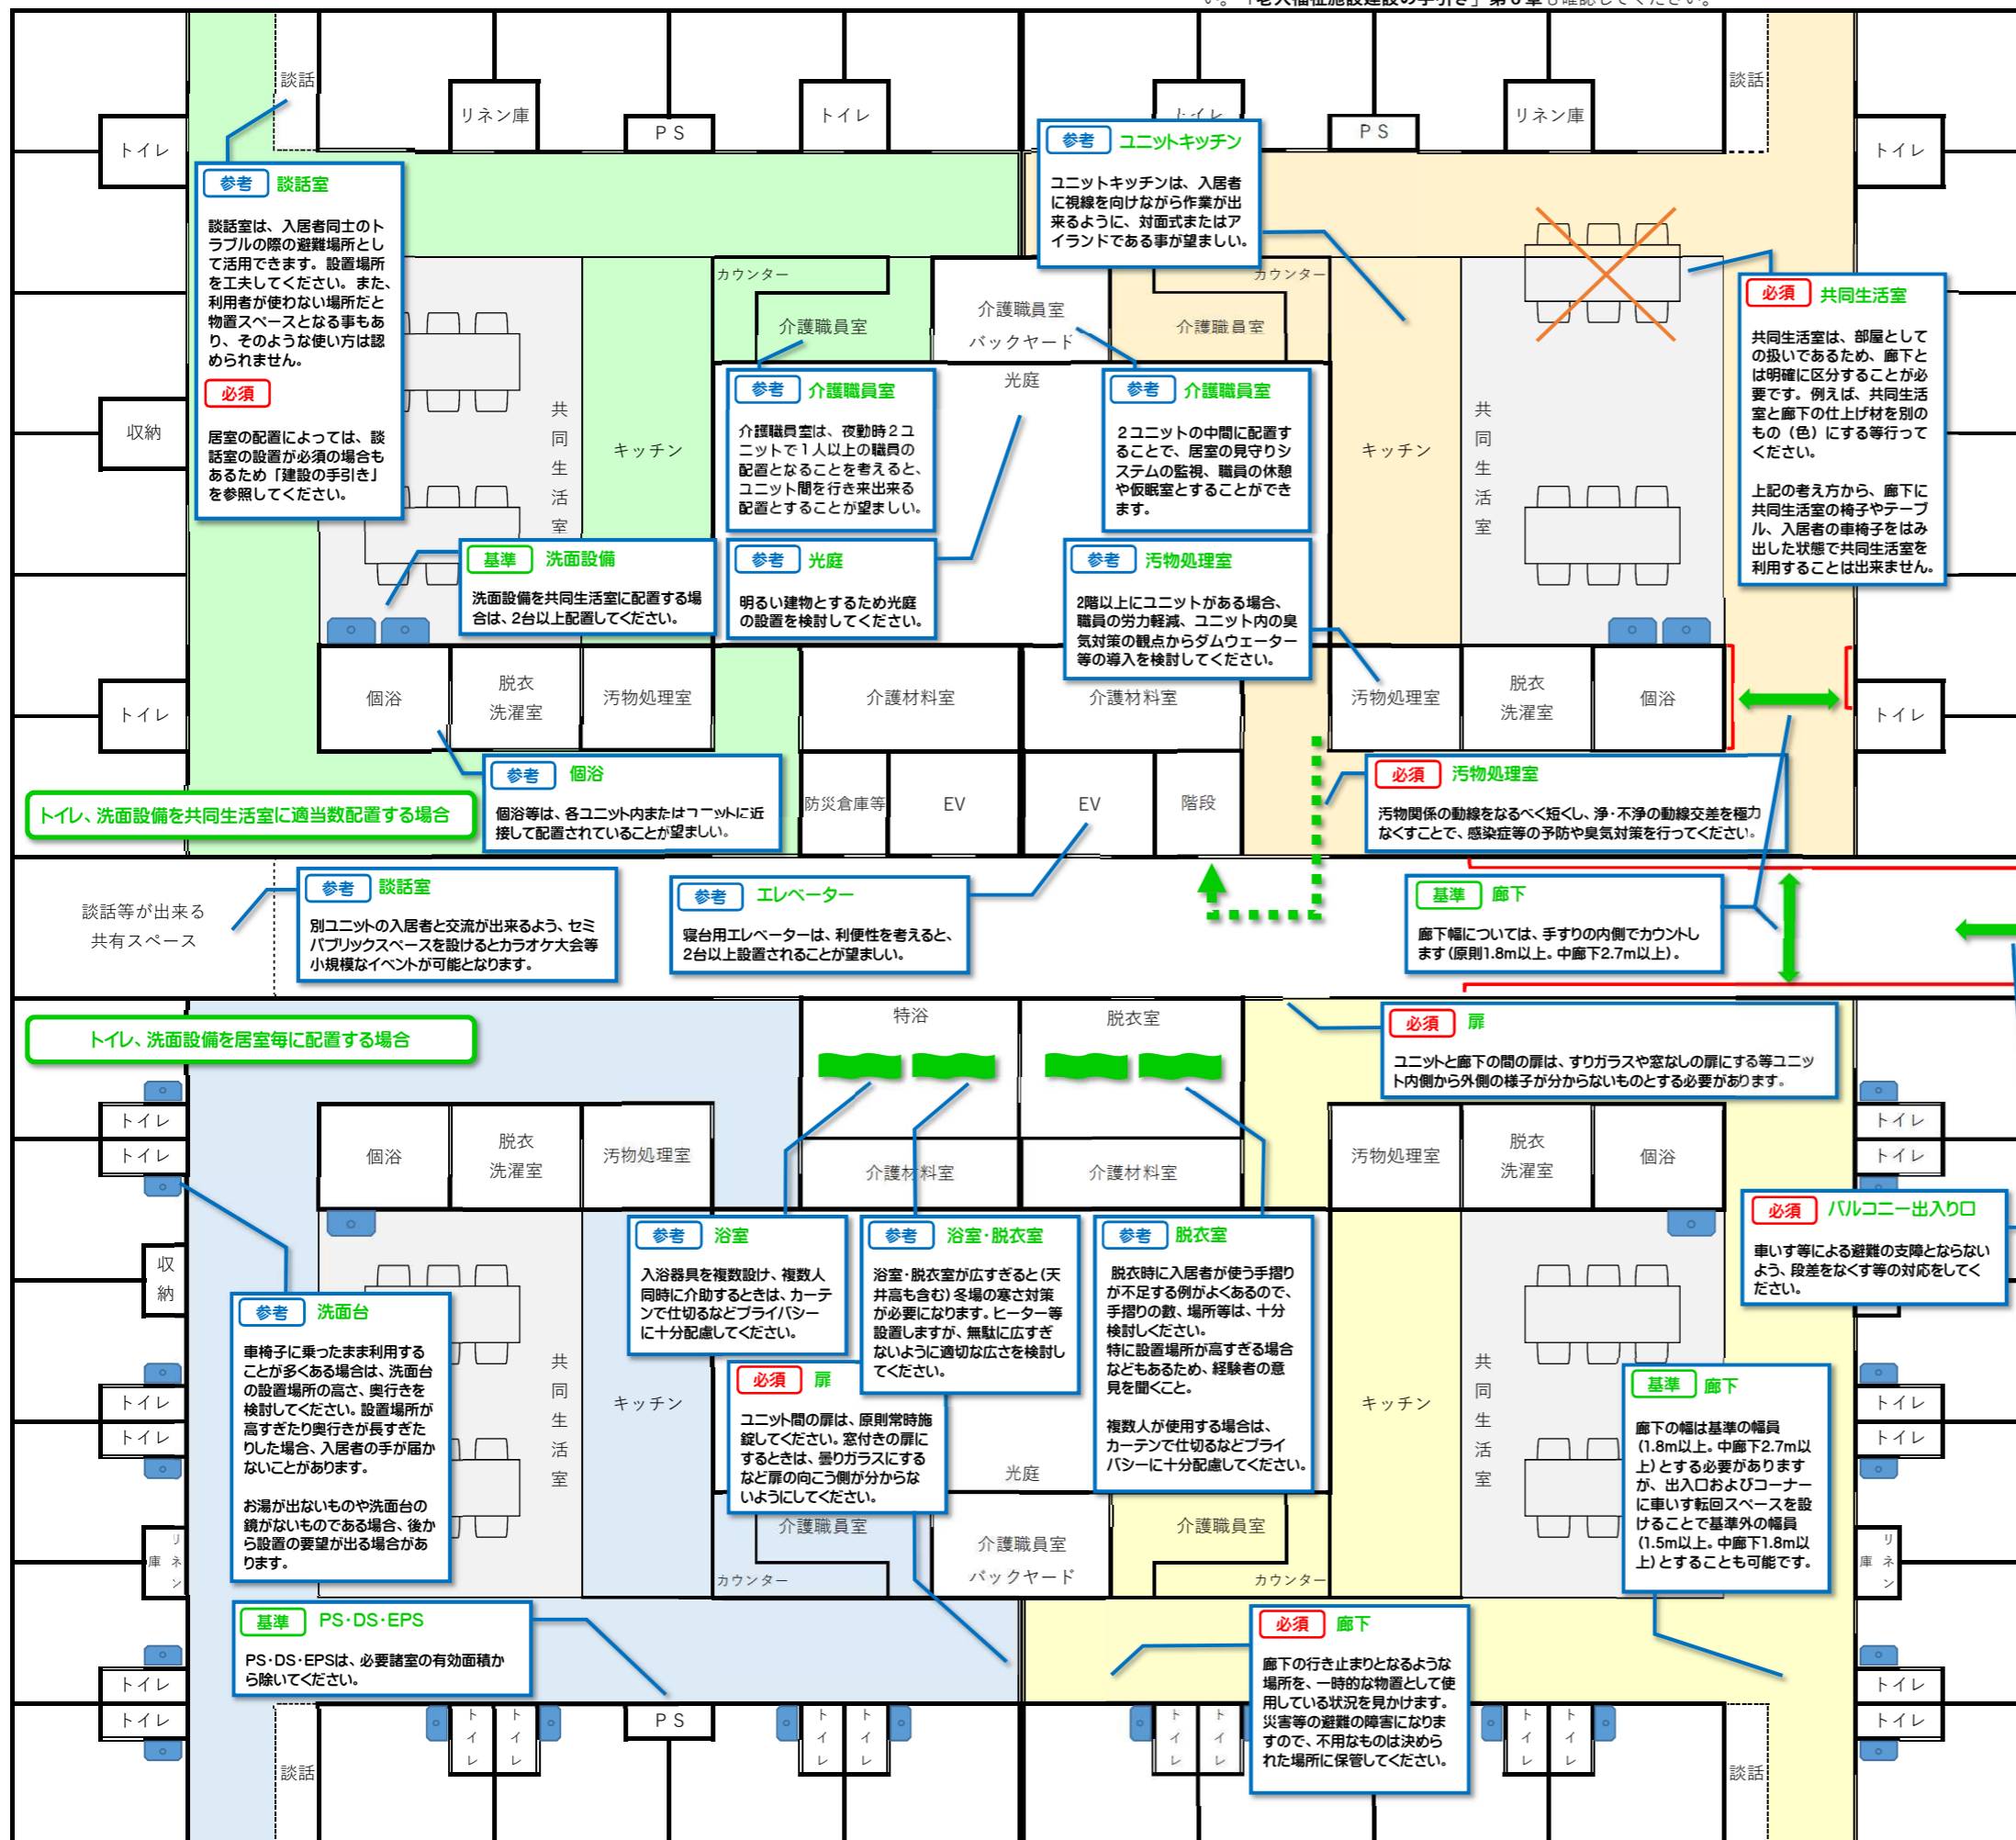 い。「老人福祉施設建設の手引き」第6章も確認してください。
談話
リネン庫
PS
トイレ
トイレ
PS
リネン庫
談話
トイレ
トイレ
参考 談話室
談話室は、入居者同士のト
ラブルの際の避難場所とし
て活用できます。設置場所
を工夫してください。また、
利用者が使わない場所だと
物置スペースとなる事もあ
り、そのような使い方は認
められません。
必須
居室の配置によっては、談
話室の設置が必須の場合も
あるため「建設の手引き」
を参照してください。
参考 ユニットキッチン
ユニットキッチンは、入居者
に視線を向けながら作業が出
来るように、対面式またはア
イランドである事が望ましい。
必須 共同生活室
共同生活室は、部屋として
の扱いであるため、廊下と
は明確に区分することが必
要です。例えば、共同生活
室と廊下の仕上げ材を別の
もの（色）にする等行って
ください。
上記の考え方から、廊下に
共同生活室の椅子やテーブ
ル、入居者の車椅子をはみ
出した状態で共同生活室を
利用することは出来ません。
カウンター
介護職員室
介護職員室
バックヤード
カウンター
介護職員室
光庭
収納
共同生活室
キッチン
キッチン
共同生活室
参考 介護職員室
介護職員室は、夜勤時2ユ
ニットで1人以上の職員の
配置となることを考えると、
ユニット間を行き来出来る
配置とすることが望ましい。
参考 介護職員室
2ユニットの中間に配置す
ることで、居室の見守りシ
ステムの監視、職員の休憩
や仮眠室とすることができ
ます。
基準 洗面設備
洗面設備を共同生活室に配置する場
合は、2台以上配置してください。
参考 光庭
明るい建物とするため光庭
の設置を検討してください。
参考 汚物処理室
2階以上にユニットがある場合、
職員の労力軽減、ユニット内の臭
気対策の観点からダムウェーター
等の導入を検討してください。
トイレ
個浴
脱衣
洗濯室
汚物処理室
介護材料室
介護材料室
汚物処理室
脱衣
洗濯室
個浴
トイレ
参考 個浴
個浴等は、各ユニット内またはユニットに近
接して配置されていることが望ましい。
防災倉庫等
EV
EV
階段
必須 汚物処理室
汚物関係の動線をなるべく短くし、浄・不浄の動線交差を極力
なくすことで、感染症等の予防や臭気対策を行ってください。
トイレ、洗面設備を共同生活室に適当数配置する場合
談話等が出来る
共有スペース
参考 談話室
別ユニットの入居者と交流が出来るよう、セミ
パブリックスペースを設けるとカラオケ大会等
小規模なイベントが可能となります。
参考 エレベーター
寝台用エレベーターは、利便性を考えると、
2台以上設置されることが望ましい。
基準 廊下
廊下幅については、手すりの内側でカウントし
ます（原則1.8m以上。中廊下2.7m以上）。
トイレ、洗面設備を居室毎に配置する場合
特浴
脱衣室
必須 扉
ユニットと廊下の間の扉は、すりガラスや窓なしの扉にする等ユニッ
ト内側から外側の様子が分からないものとする必要があります。
トイレ
トイレ
個浴
脱衣
洗濯室
汚物処理室
介護材料室
介護材料室
汚物処理室
脱衣
洗濯室
個浴
トイレ
トイレ
必須 バルコニー出入り口
車いす等による避難の支障とならない
よう、段差をなくす等の対応をしてく
ださい。
参考 浴室
入浴器具を複数設け、複数人
同時に介助するときは、カーテ
ンで仕切るなどプライバシー
に十分配慮してください。
参考 浴室・脱衣室
浴室・脱衣室が広すぎると（天
井高も含む）冬場の寒さ対策
が必要になります。ヒーター等
設置しますが、無駄に広すぎ
ないように適切な広さを検討し
てください。
参考 脱衣室
脱衣時に入居者が使う手摺り
が不足する例がよくあるので、
手摺りの数、場所等は、十分
検討しください。
特に設置場所が高すぎる場合
などもあるため、経験者の意
見を聞くこと。
複数人が使用する場合は、
カーテンで仕切るなどプライ
バシーに十分配慮してください。
収納
参考 洗面台
車椅子に乗ったまま利用する
ことが多くある場合は、洗面台
の設置場所の高さ、奥行きを
検討してください。設置場所が
高すぎたり奥行きが長すぎた
りした場合、入居者の手が届か
ないことがあります。
お湯が出ないものや洗面台の
鏡がないものである場合、後か
ら設置の要望が出る場合があ
ります。
必須 扉
ユニット間の扉は、原則常時施
錠してください。窓付きの扉に
するときは、曇りガラスにする
など扉の向こう側が分からな
いようにしてください。
基準 廊下
廊下の幅は基準の幅員
（1.8m以上。中廊下2.7m以
上）とする必要があります
が、出入口およびコーナー
に車いす転回スペースを設
けることで基準外の幅員
（1.5m以上。中廊下1.8m以
上）とすることも可能です。
トイレ
トイレ
共同生活室
キッチン
光庭
キッチン
共同生活室
トイレ
トイレ
リネン庫
介護職員室
カウンター
介護職員室
バックヤード
介護職員室
カウンター
リネン庫
基準 PS・DS・EPS
PS・DS・EPSは、必要諸室の有効面積か
ら除いてください。
必須 廊下
廊下の行き止まりとなるような
場所を、一時的な物置として使
用している状況を見かけます。
災害等の避難の障害になりま
すので、不用なものは決めら
れた場所に保管してください。
トイレ
トイレ
トイレ
トイレ
談話
トイレ
トイレ
PS
トイレ
トイレ
トイレ
トイレ
トイレ
トイレ
談話